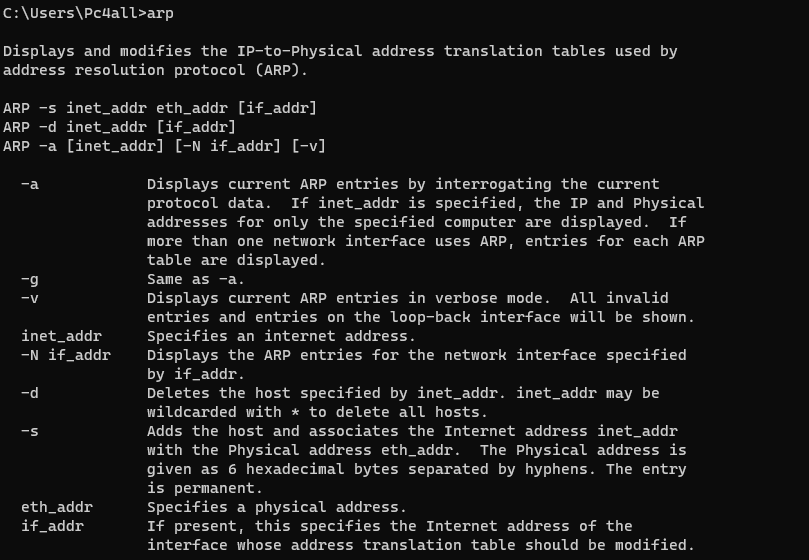 C:\Users\Pc4all>arp
Displays and modifies the IP-to-Physical address translation tables used by
address resolution protocol (ARP).
ARP -s inet_addr eth_addr [if_addr]
ARP -d inet_addr [if_addr]
ARP -a [inet_addr] [-N if_addr] [-v]
-a Displays current ARP entries by interrogating the current
protocol data.  If inet_addr is specified, the IP and Physical
addresses for only the specified computer are displayed.  If
more than one network interface uses ARP, entries for each ARP
table are displayed.
-g Same as -a.
-v Displays current ARP entries in verbose mode.  All invalid
entries and entries on the loop-back interface will be shown.
inet_addr Specifies an internet address.
-N if_addr Displays the ARP entries for the network interface specified
by if_addr.
-d Deletes the host specified by inet_addr. inet_addr may be
wildcarded with * to delete all hosts.
-s Adds the host and associates the Internet address inet_addr
with the Physical address eth_addr.  The Physical address is
given as 6 hexadecimal bytes separated by hyphens. The entry
is permanent.
eth_addr Specifies a physical address.
if_addr If present, this specifies the Internet address of the
interface whose address translation table should be modified.